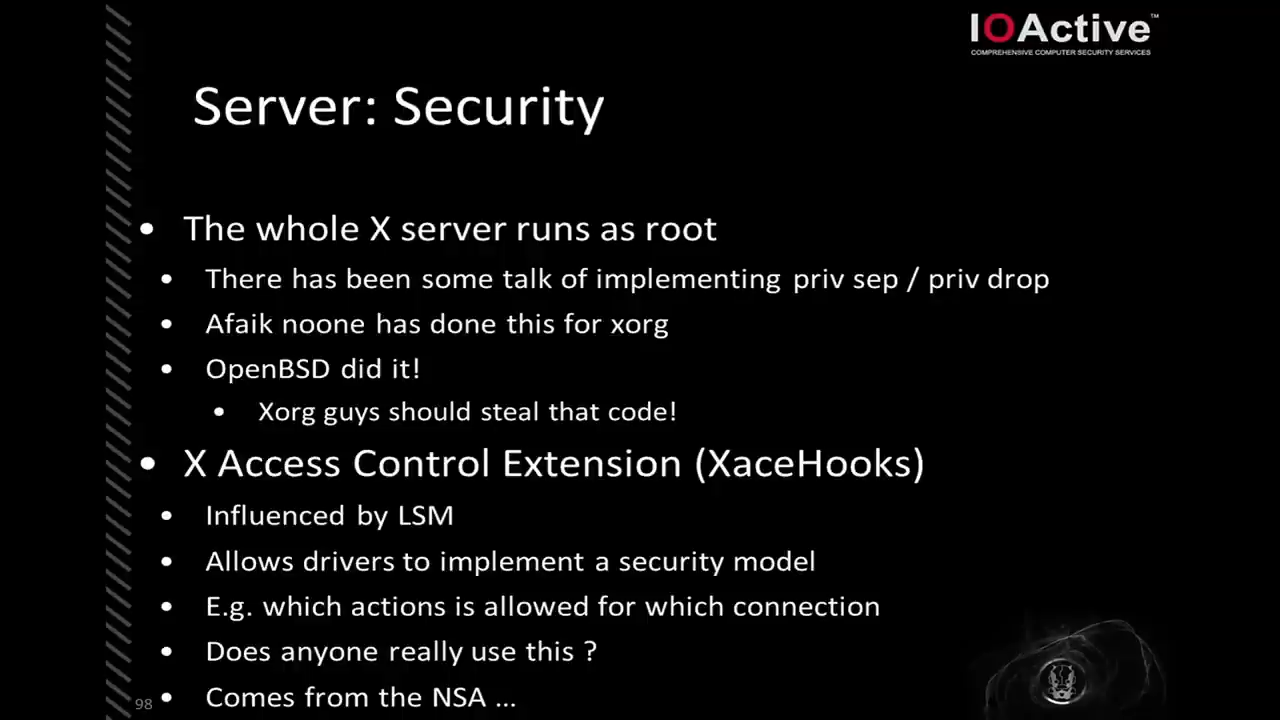 IOActive™
COMPREHENSIVE COMPUTER SECURITY SERVICES
Server: Security
• The whole X server runs as root
• There has been some talk of implementing priv sep / priv drop
• Afaik noone has done this for xorg
• OpenBSD did it!
• Xorg guys should steal that code!
• X Access Control Extension (XaceHooks)
• Influenced by LSM
• Allows drivers to implement a security model
• E.g. which actions is allowed for which connection
• Does anyone really use this ?
• Comes from the NSA ...
98